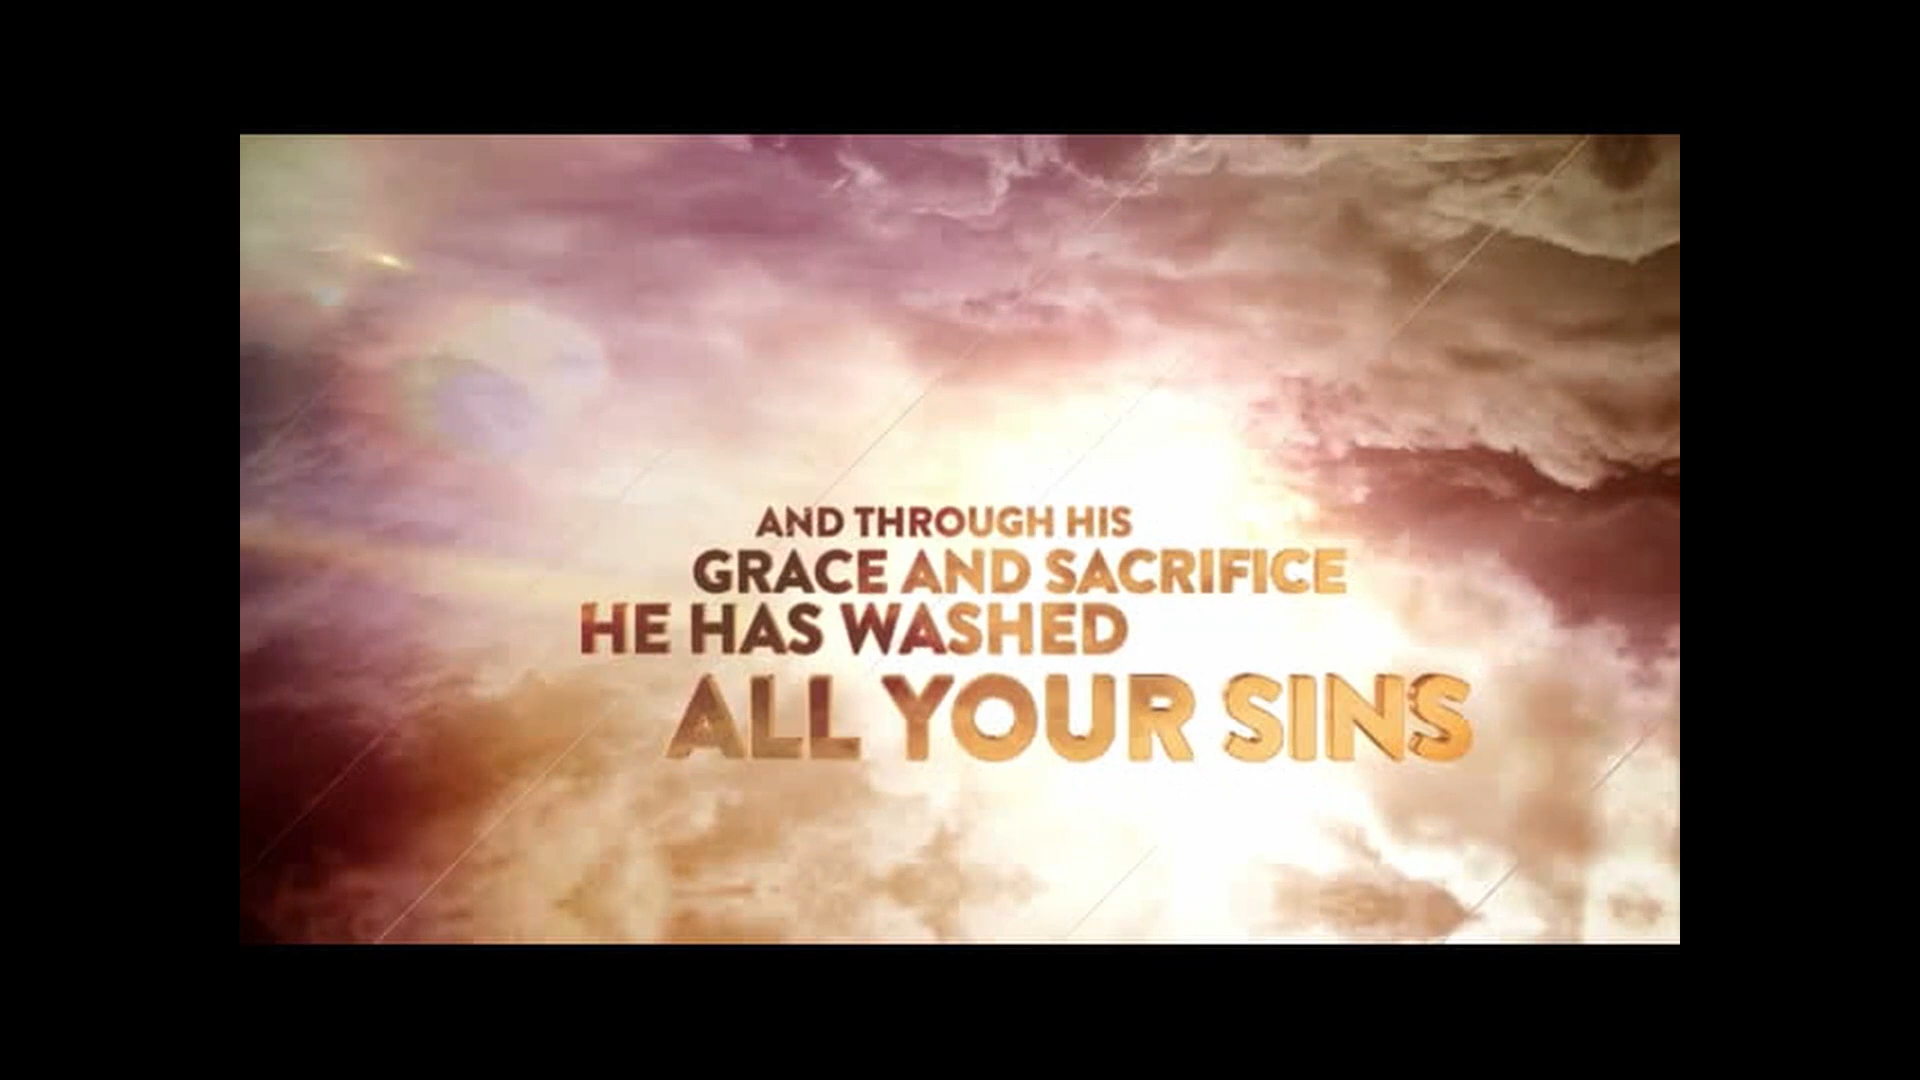 AND THROUGH HIS
GRACE AND SACRIFICE
HE HAS WASHED
ALL YOUR SINS